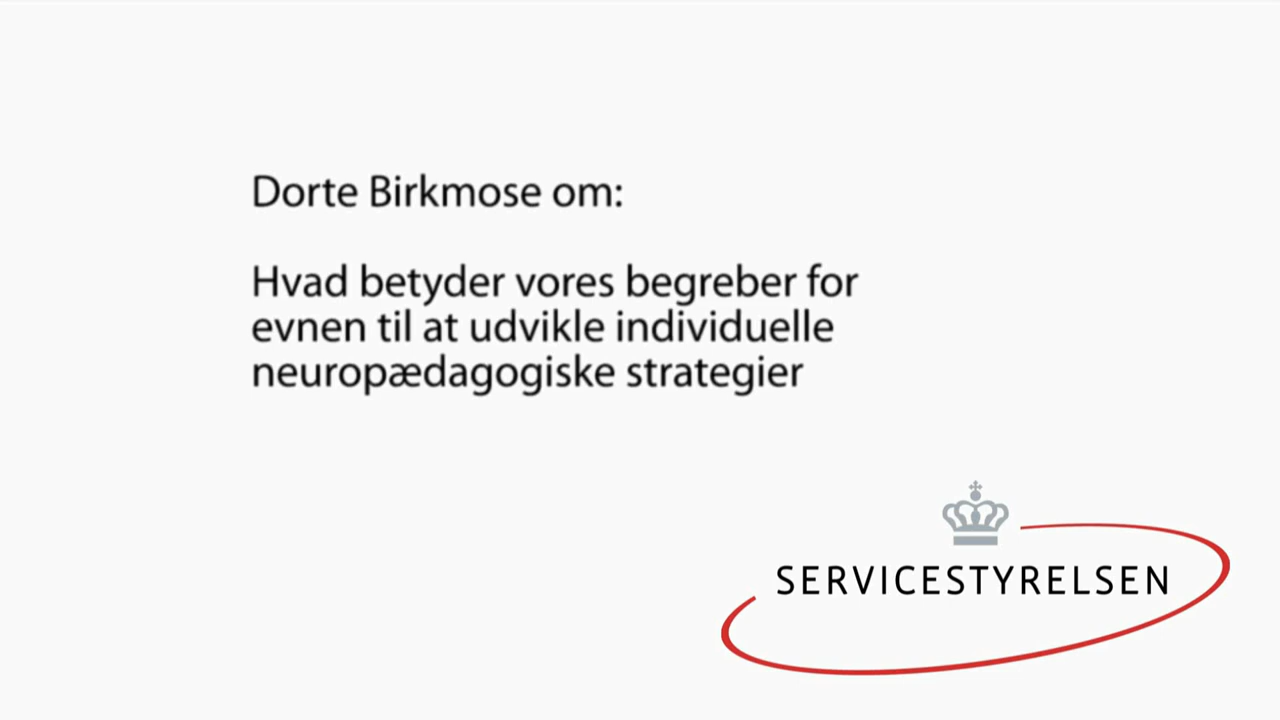 Dorte Birkmose om:
Hvad betyder vores begreber for
evnen til at udvikle individuelle
neuropædagogiske strategier
SERVICESTYRELSEN